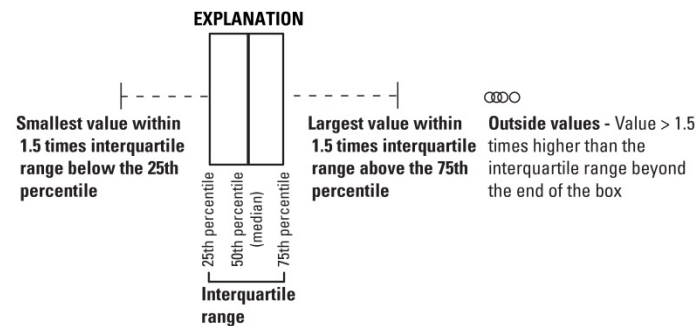 EXPLANATION
Smallest value within
1.5 times interquartile
range below the 25th
percentile
Largest value within
1.5 times interquartile
range above the 75th
percentile
Outside values - Value > 1.5
times higher than the
interquartile range beyond
the end of the box
25th percentile
50th percentile
(median)
75th percentile
Interquartile
range